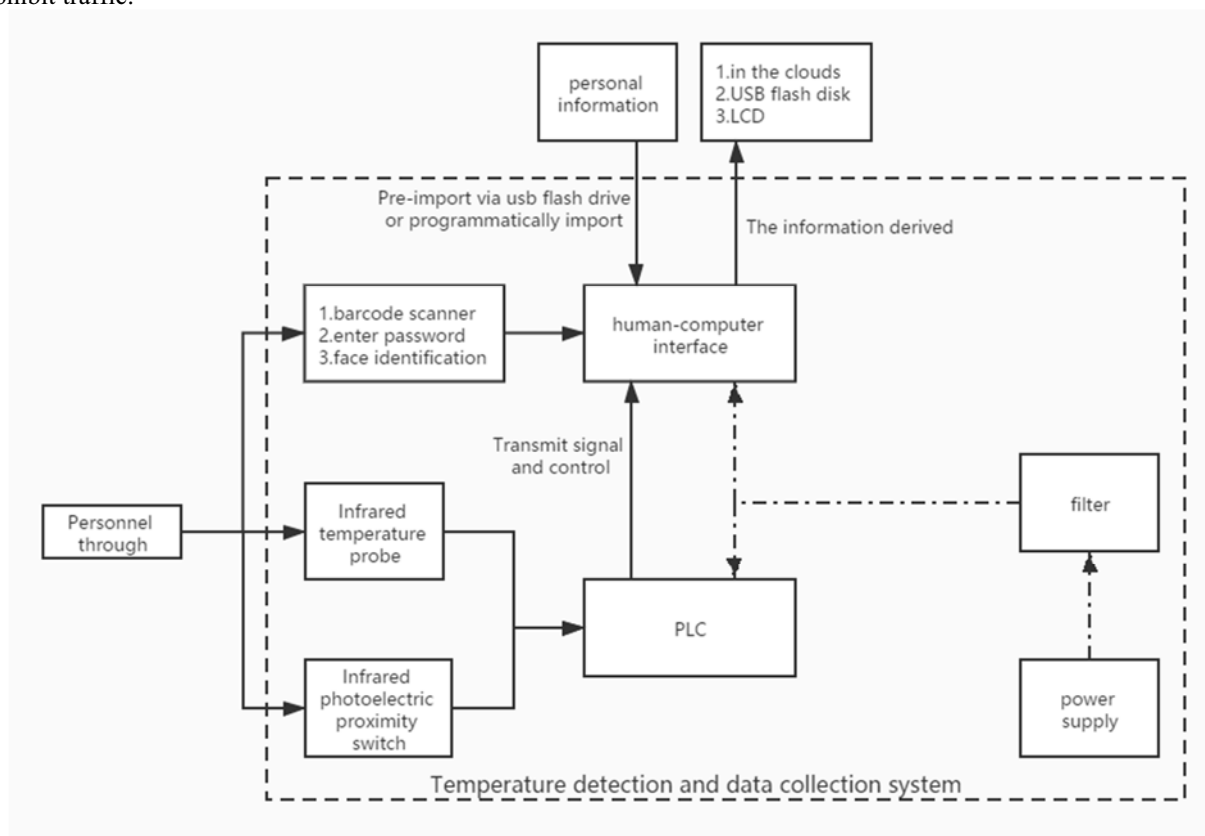 personal
information
1.in the clouds
2.USB flash disk
3.LCD
Pre-import via usb flash drive
or programmatically import
The information derived
1.barcode scanner
2.enter password
3.face identification
human-computer
interface
Transmit signal
and control
Personnel
through
Infrared
temperature
probe
filter
Infrared
photoelectric
proximity
switch
PLC
power
supply
Temperature detection and data collection system